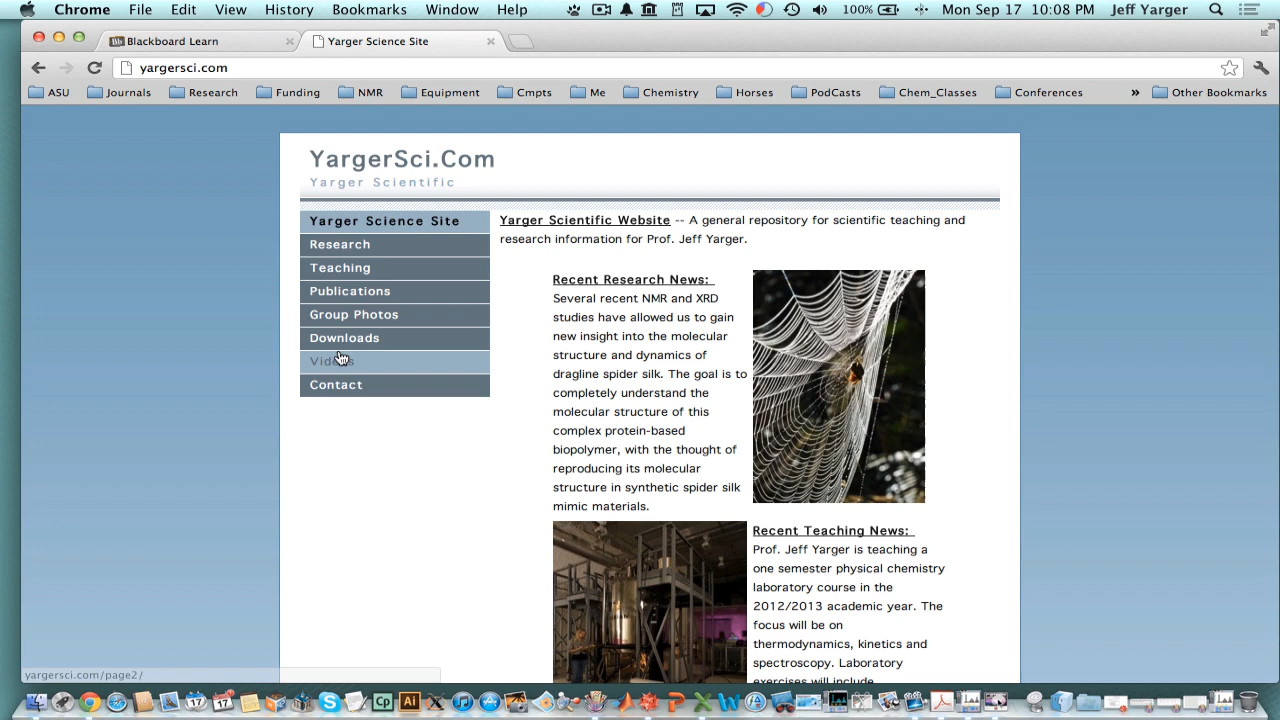 Chrome File Edit View History Bookmarks Window Help 100% Mon Sep 17 10:08 PM Jeff Yarger
Bb Blackboard Learn Yarger Science Site
yargersci.com
ASU Journals Research Funding NMR Equipment Cmpts Me Chemistry Horses PodCasts Chem_Classes Conferences » Other Bookmarks
YargerSci.Com
Yarger Scientific
Yarger Science Site
Research
Teaching
Publications
Group Photos
Downloads
Contact
Yarger Scientific Website -- A general repository for scientific teaching and
research information for Prof. Jeff Yarger.
Recent Research News:
Several recent NMR and XRD
studies have allowed us to gain
new insight into the molecular
structure and dynamics of
dragline spider silk. The goal is to
completely understand the
molecular structure of this
complex protein-based
biopolymer, with the thought of
reproducing its molecular
structure in synthetic spider silk
mimic materials.
Recent Teaching News:
Prof. Jeff Yarger is teaching a
one semester physical chemistry
laboratory course in the
2012/2013 academic year. The
focus will be on
thermodynamics, kinetics and
spectroscopy. Laboratory
exercises will include
yargersci.com/page2/